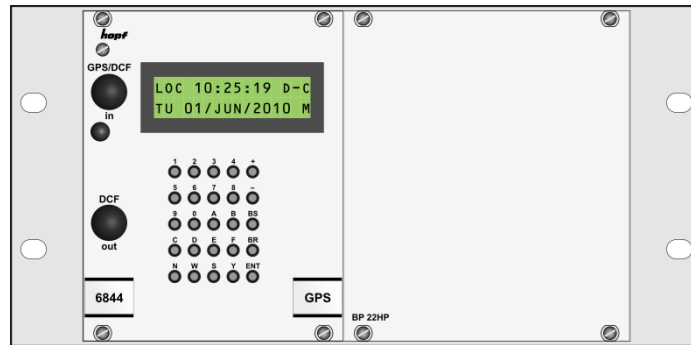 hopf
GPS/DCF
in
LOC 10:25:19 D-C
TU 01/JUN/2010 M
1 2 3 4 +
5 6 7 8 −
DCF
9 0 A B BS
out
C D E F BR
N W S Y ENT
6844
GPS
BP 22HP